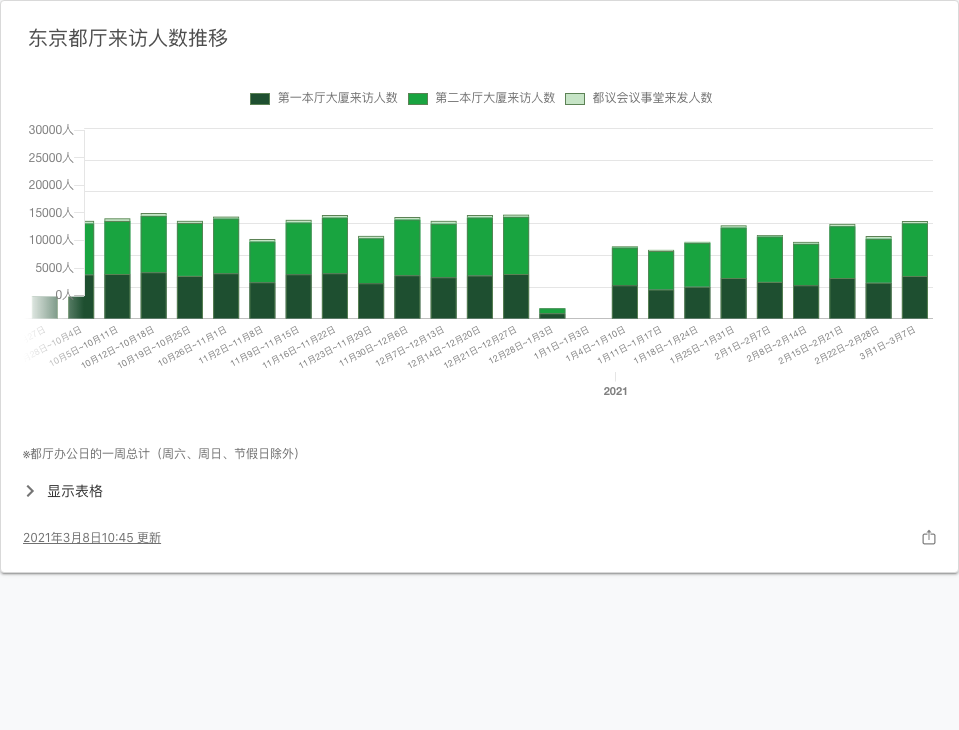 东京都厅来访人数推移
第一本厅大厦来访人数 第二本厅大厦来访人数 都议会议事堂来发人数
30000人
25000人
20000人
15000人
10000人
5000人
0人
10月5日~10月11日
10月12日~10月18日
10月19日~10月25日
10月26日~11月1日
11月2日~11月8日
11月9日~11月15日
11月16日~11月22日
11月23日~11月29日
11月30日~12月6日
12月7日~12月13日
12月14日~12月20日
12月21日~12月27日
12月28日~1月3日
1月1日~1月3日
1月4日~1月10日
1月11日~1月17日
1月18日~1月24日
1月25日~1月31日
2月1日~2月7日
2月8日~2月14日
2月15日~2月21日
2月22日~2月28日
3月1日~3月7日
2021
※都厅办公日的一周总计（周六、周日、节假日除外）
显示表格
2021年3月8日10:45 更新